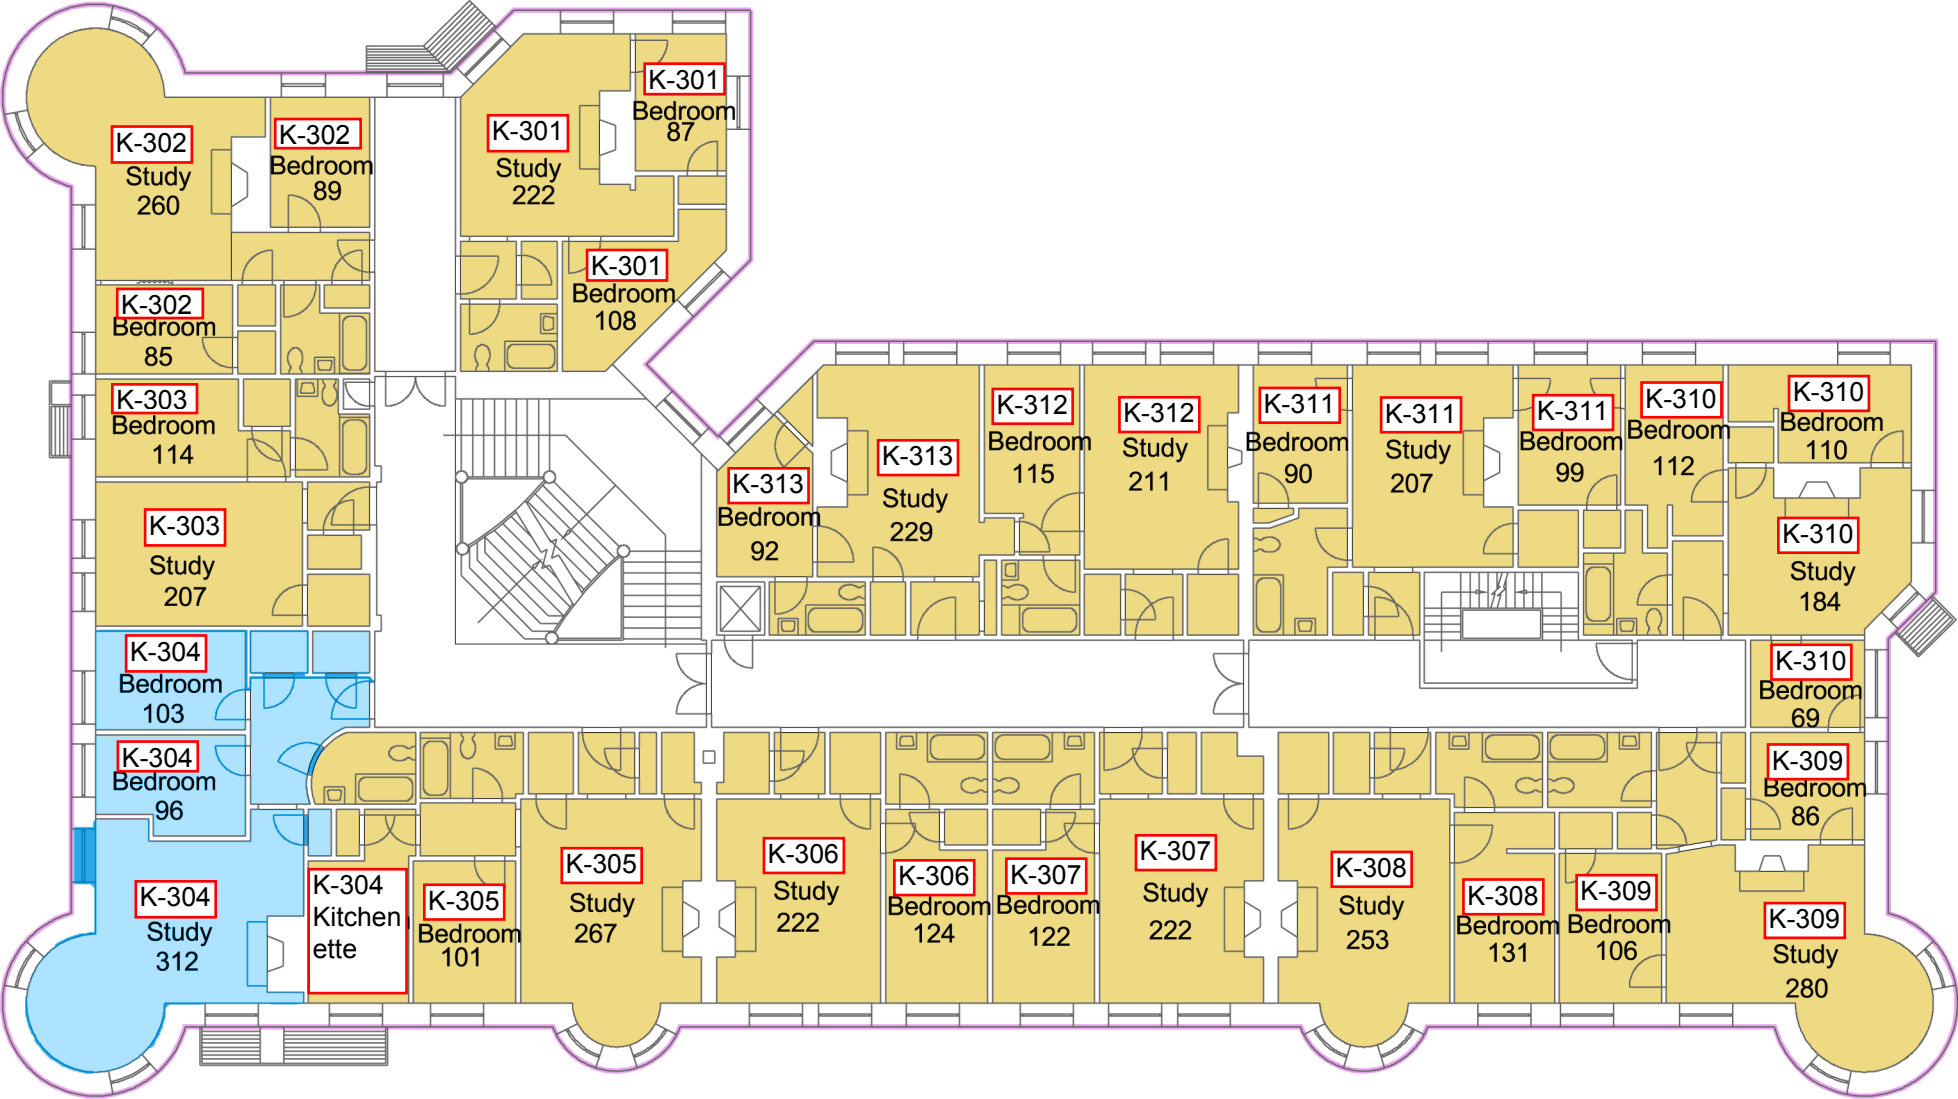 K-301
Bedroom
87
K-301
Study
222
K-302
Study
260
K-302
Bedroom
89
K-301
Bedroom
108
K-302
Bedroom
85
K-303
Bedroom
114
K-303
Study
207
K-313
Bedroom
92
K-313
Study
229
K-312
Bedroom
115
K-312
Study
211
K-311
Bedroom
90
K-311
Study
207
K-311
Bedroom
99
K-310
Bedroom
112
K-310
Bedroom
110
K-310
Study
184
K-310
Bedroom
69
K-304
Bedroom
103
K-304
Bedroom
96
K-304
Study
312
K-304
Kitchen
ette
K-305
Bedroom
101
K-305
Study
267
K-306
Study
222
K-306
Bedroom
124
K-307
Bedroom
122
K-307
Study
222
K-308
Study
253
K-308
Bedroom
131
K-309
Bedroom
106
K-309
Bedroom
86
K-309
Study
280